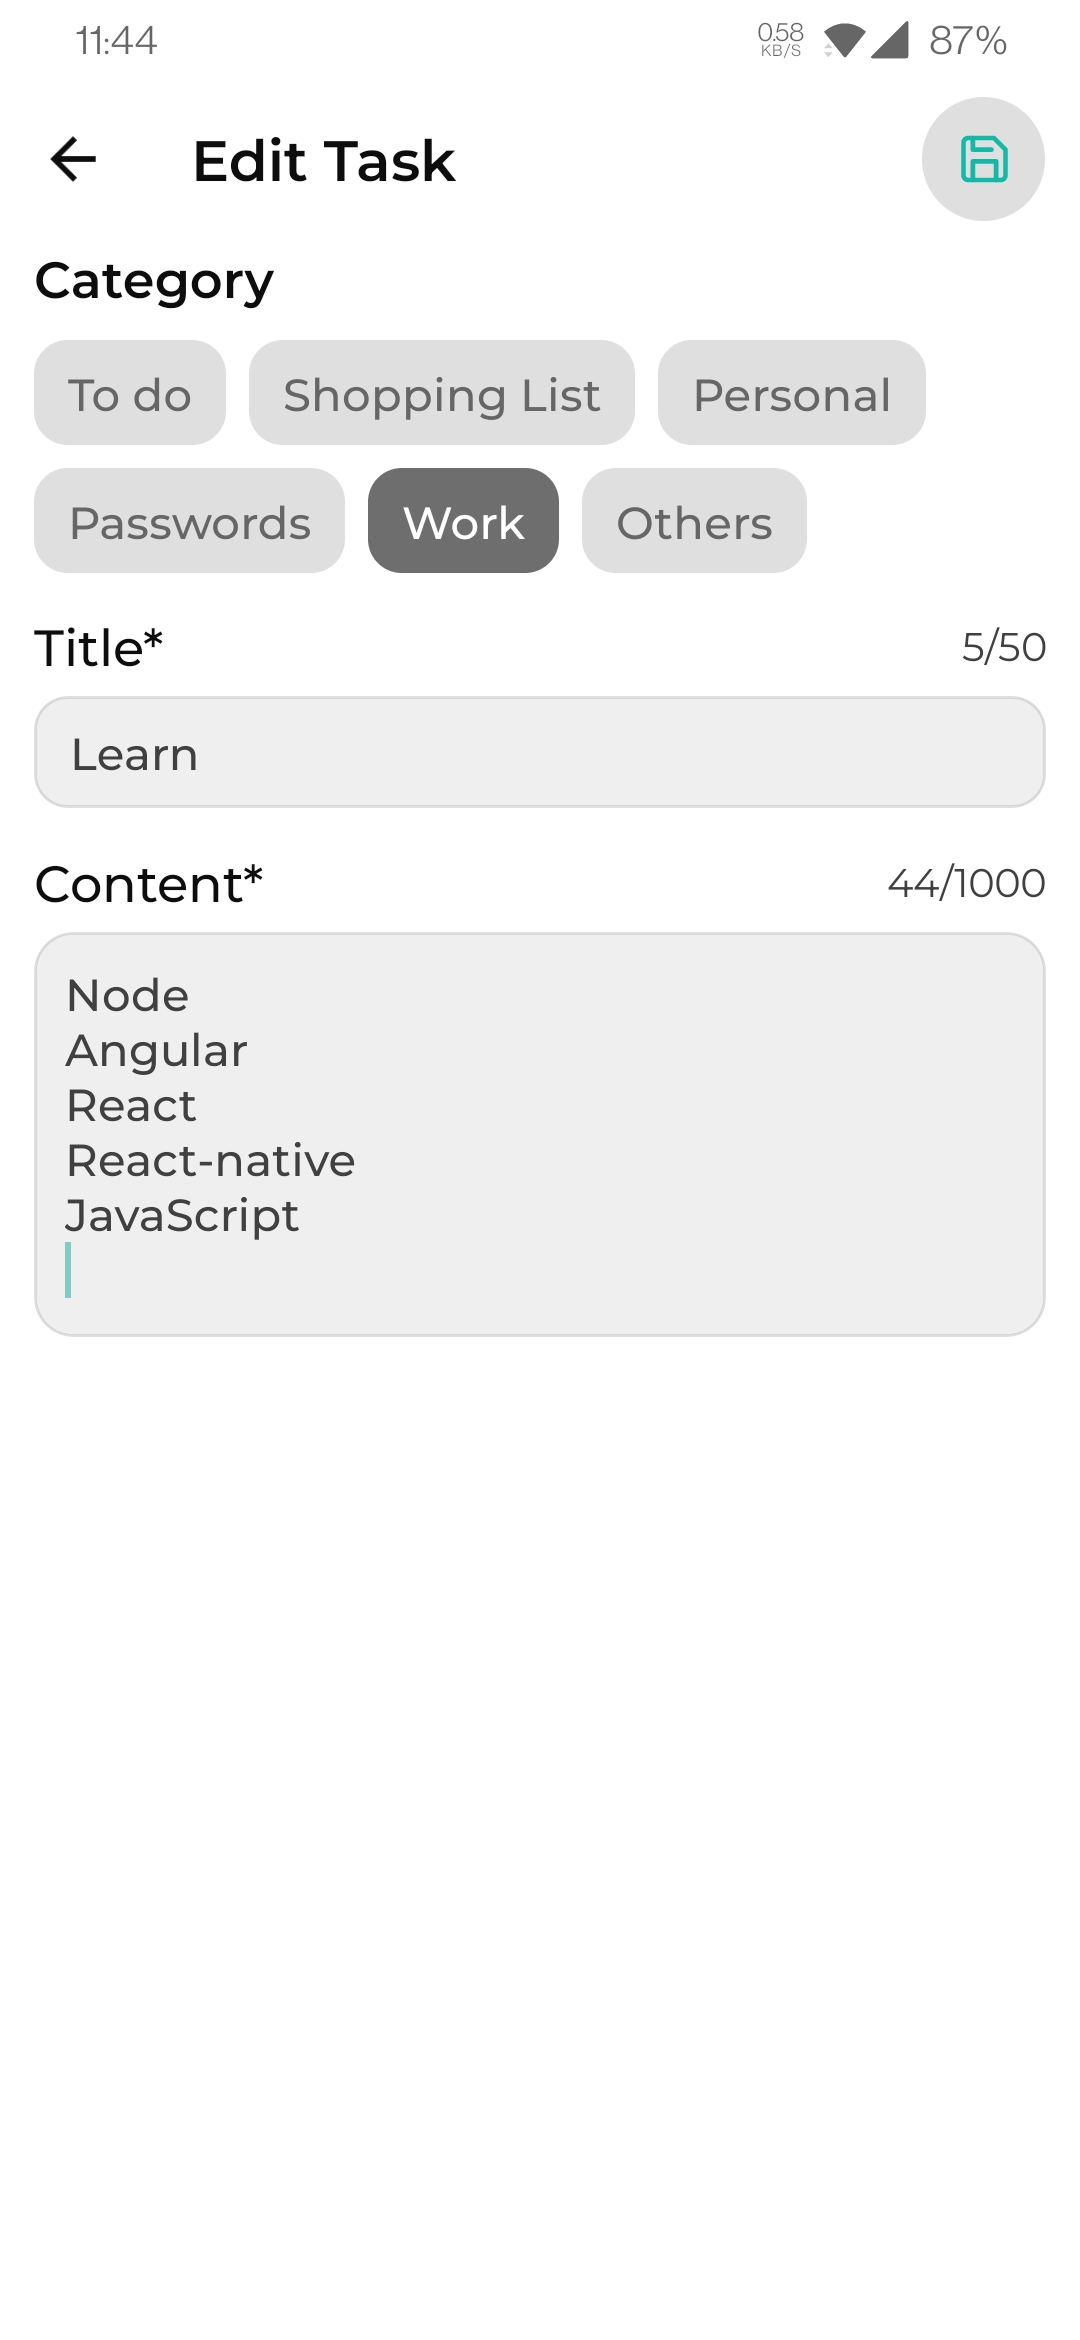 11:44 0.58 KB/S 87%
Edit Task
Category
To do Shopping List Personal
Passwords Work Others
Title* 5/50
Learn
Content* 44/1000
Node
Angular
React
React-native
JavaScript